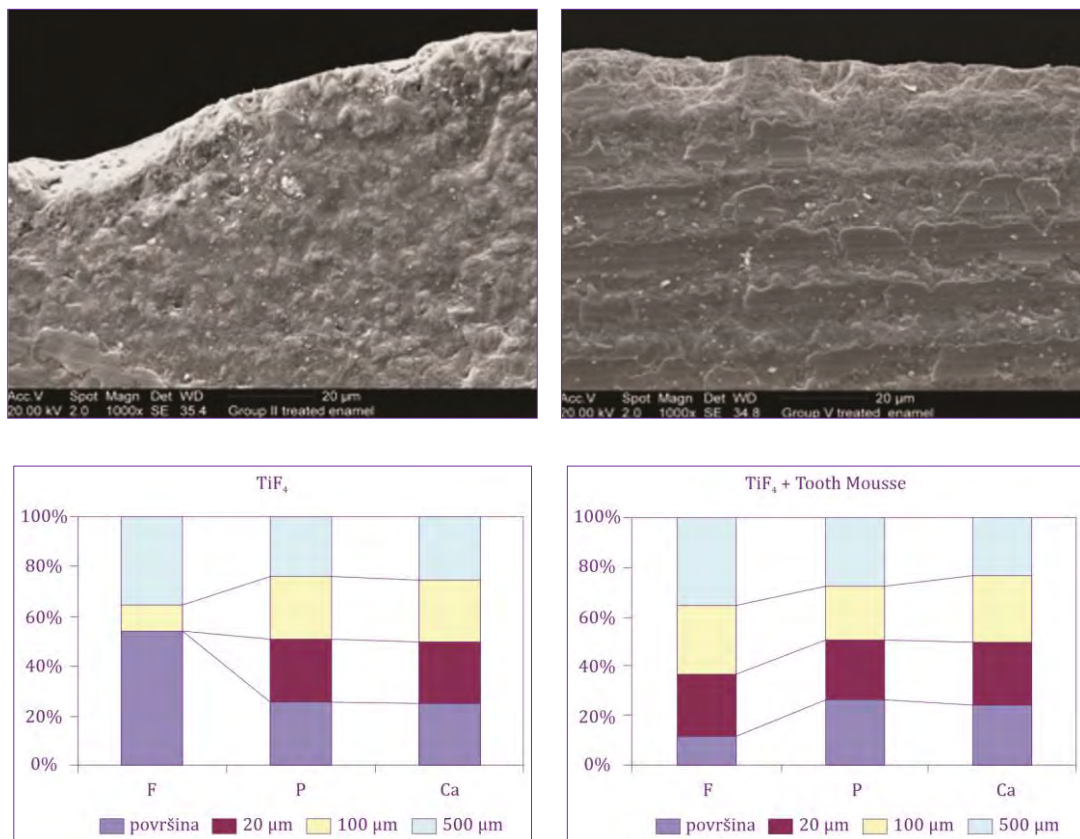 Acc.V Spot Magn Det WD 20 µm
20.00 kV 2.0 1000x SE 35.4 Group II treated enamel
Acc.V Spot Magn Det WD 20 µm
20.00 kV 2.0 1000x SE 34.8 Group V treated enamel
TiF₄
100%
80%
60%
40%
20%
0%
F P Ca
površina 20 µm 100 µm 500 µm
TiF₄ + Tooth Mousse
100%
80%
60%
40%
20%
0%
F P Ca
površina 20 µm 100 µm 500 µm